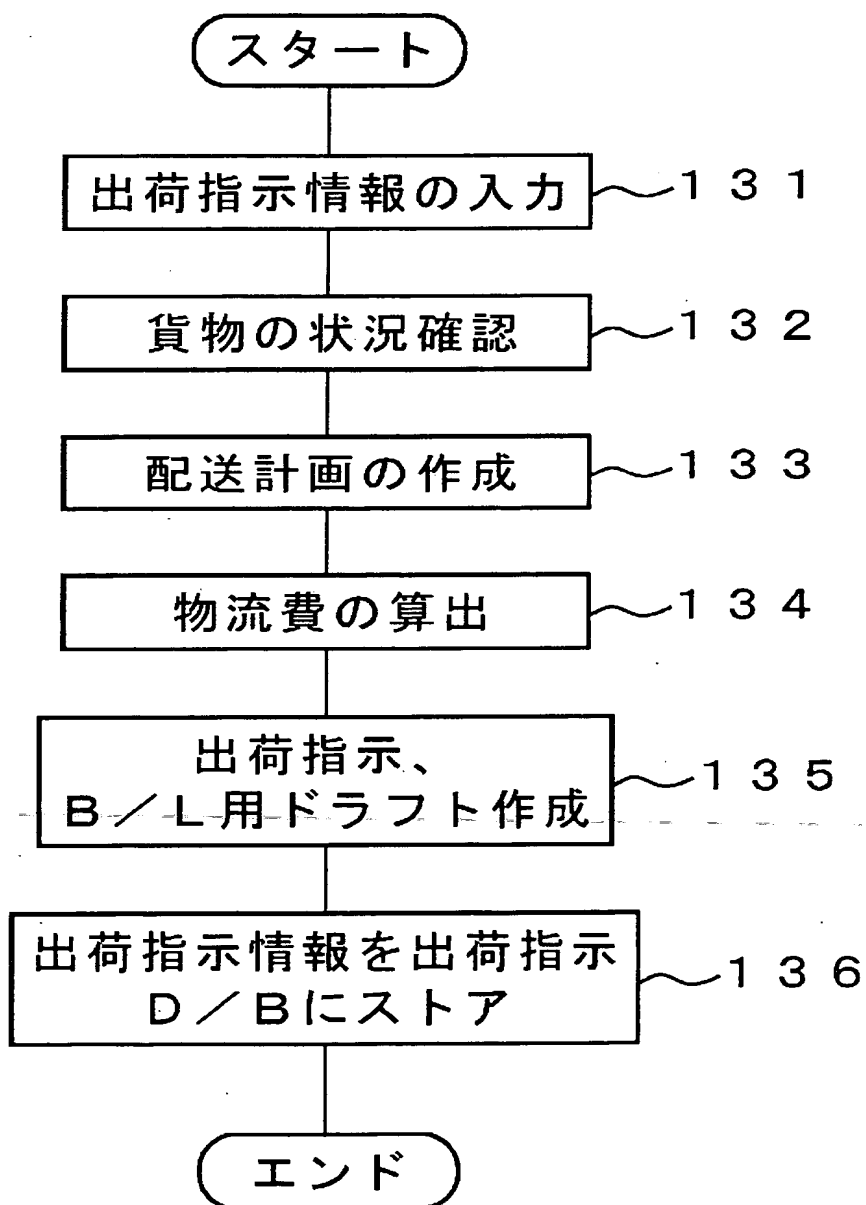 スタート
出荷指示情報の入力
131
貨物の状況確認
132
配送計画の作成
133
物流費の算出
134
出荷指示、
B/L用ドラフト作成
135
出荷指示情報を出荷指示
D/Bにストア
136
エンド